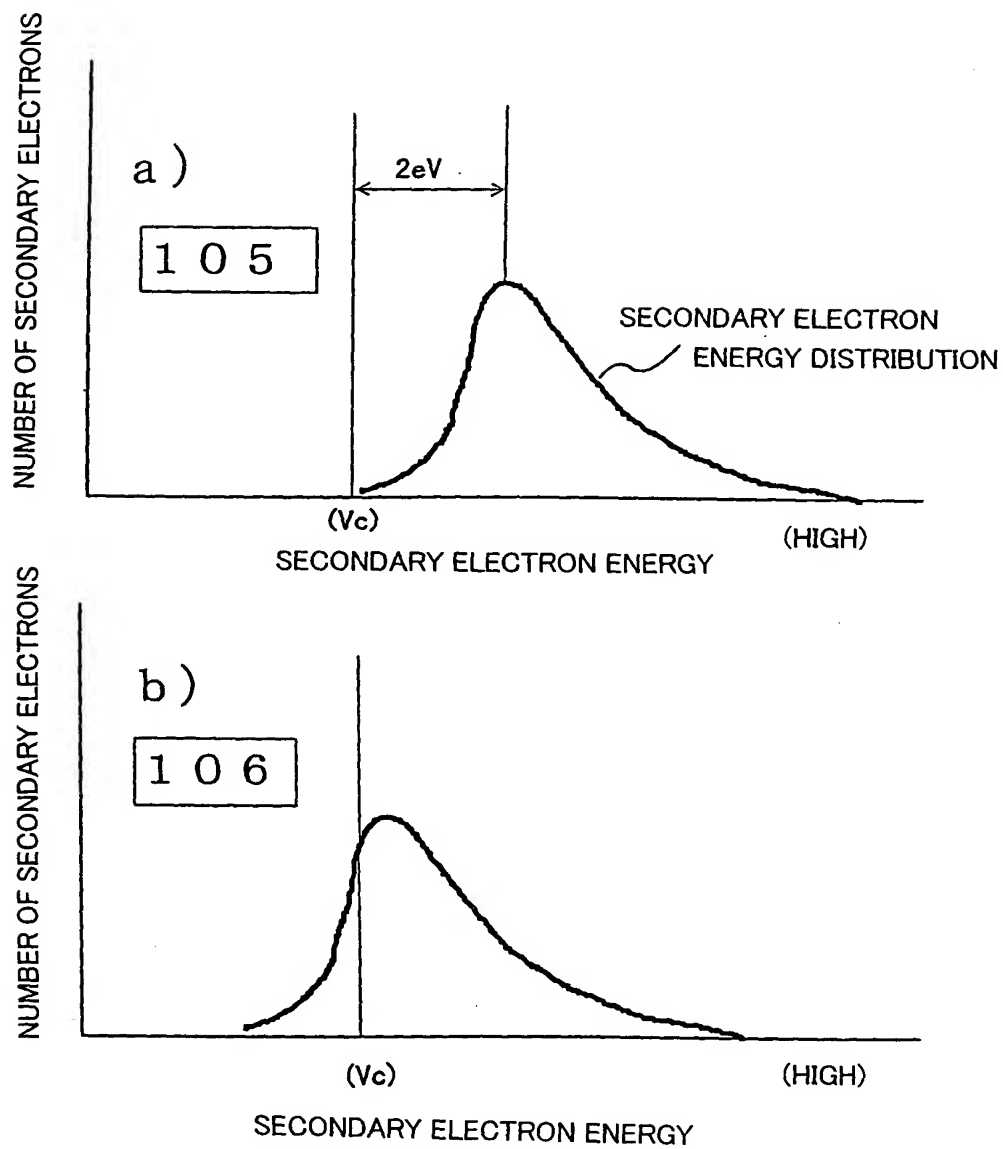 NUMBER OF SECONDARY ELECTRONS
a)
2eV
105
SECONDARY ELECTRON
ENERGY DISTRIBUTION
(Vc)
(HIGH)
SECONDARY ELECTRON ENERGY
NUMBER OF SECONDARY ELECTRONS
b)
106
(Vc)
(HIGH)
SECONDARY ELECTRON ENERGY